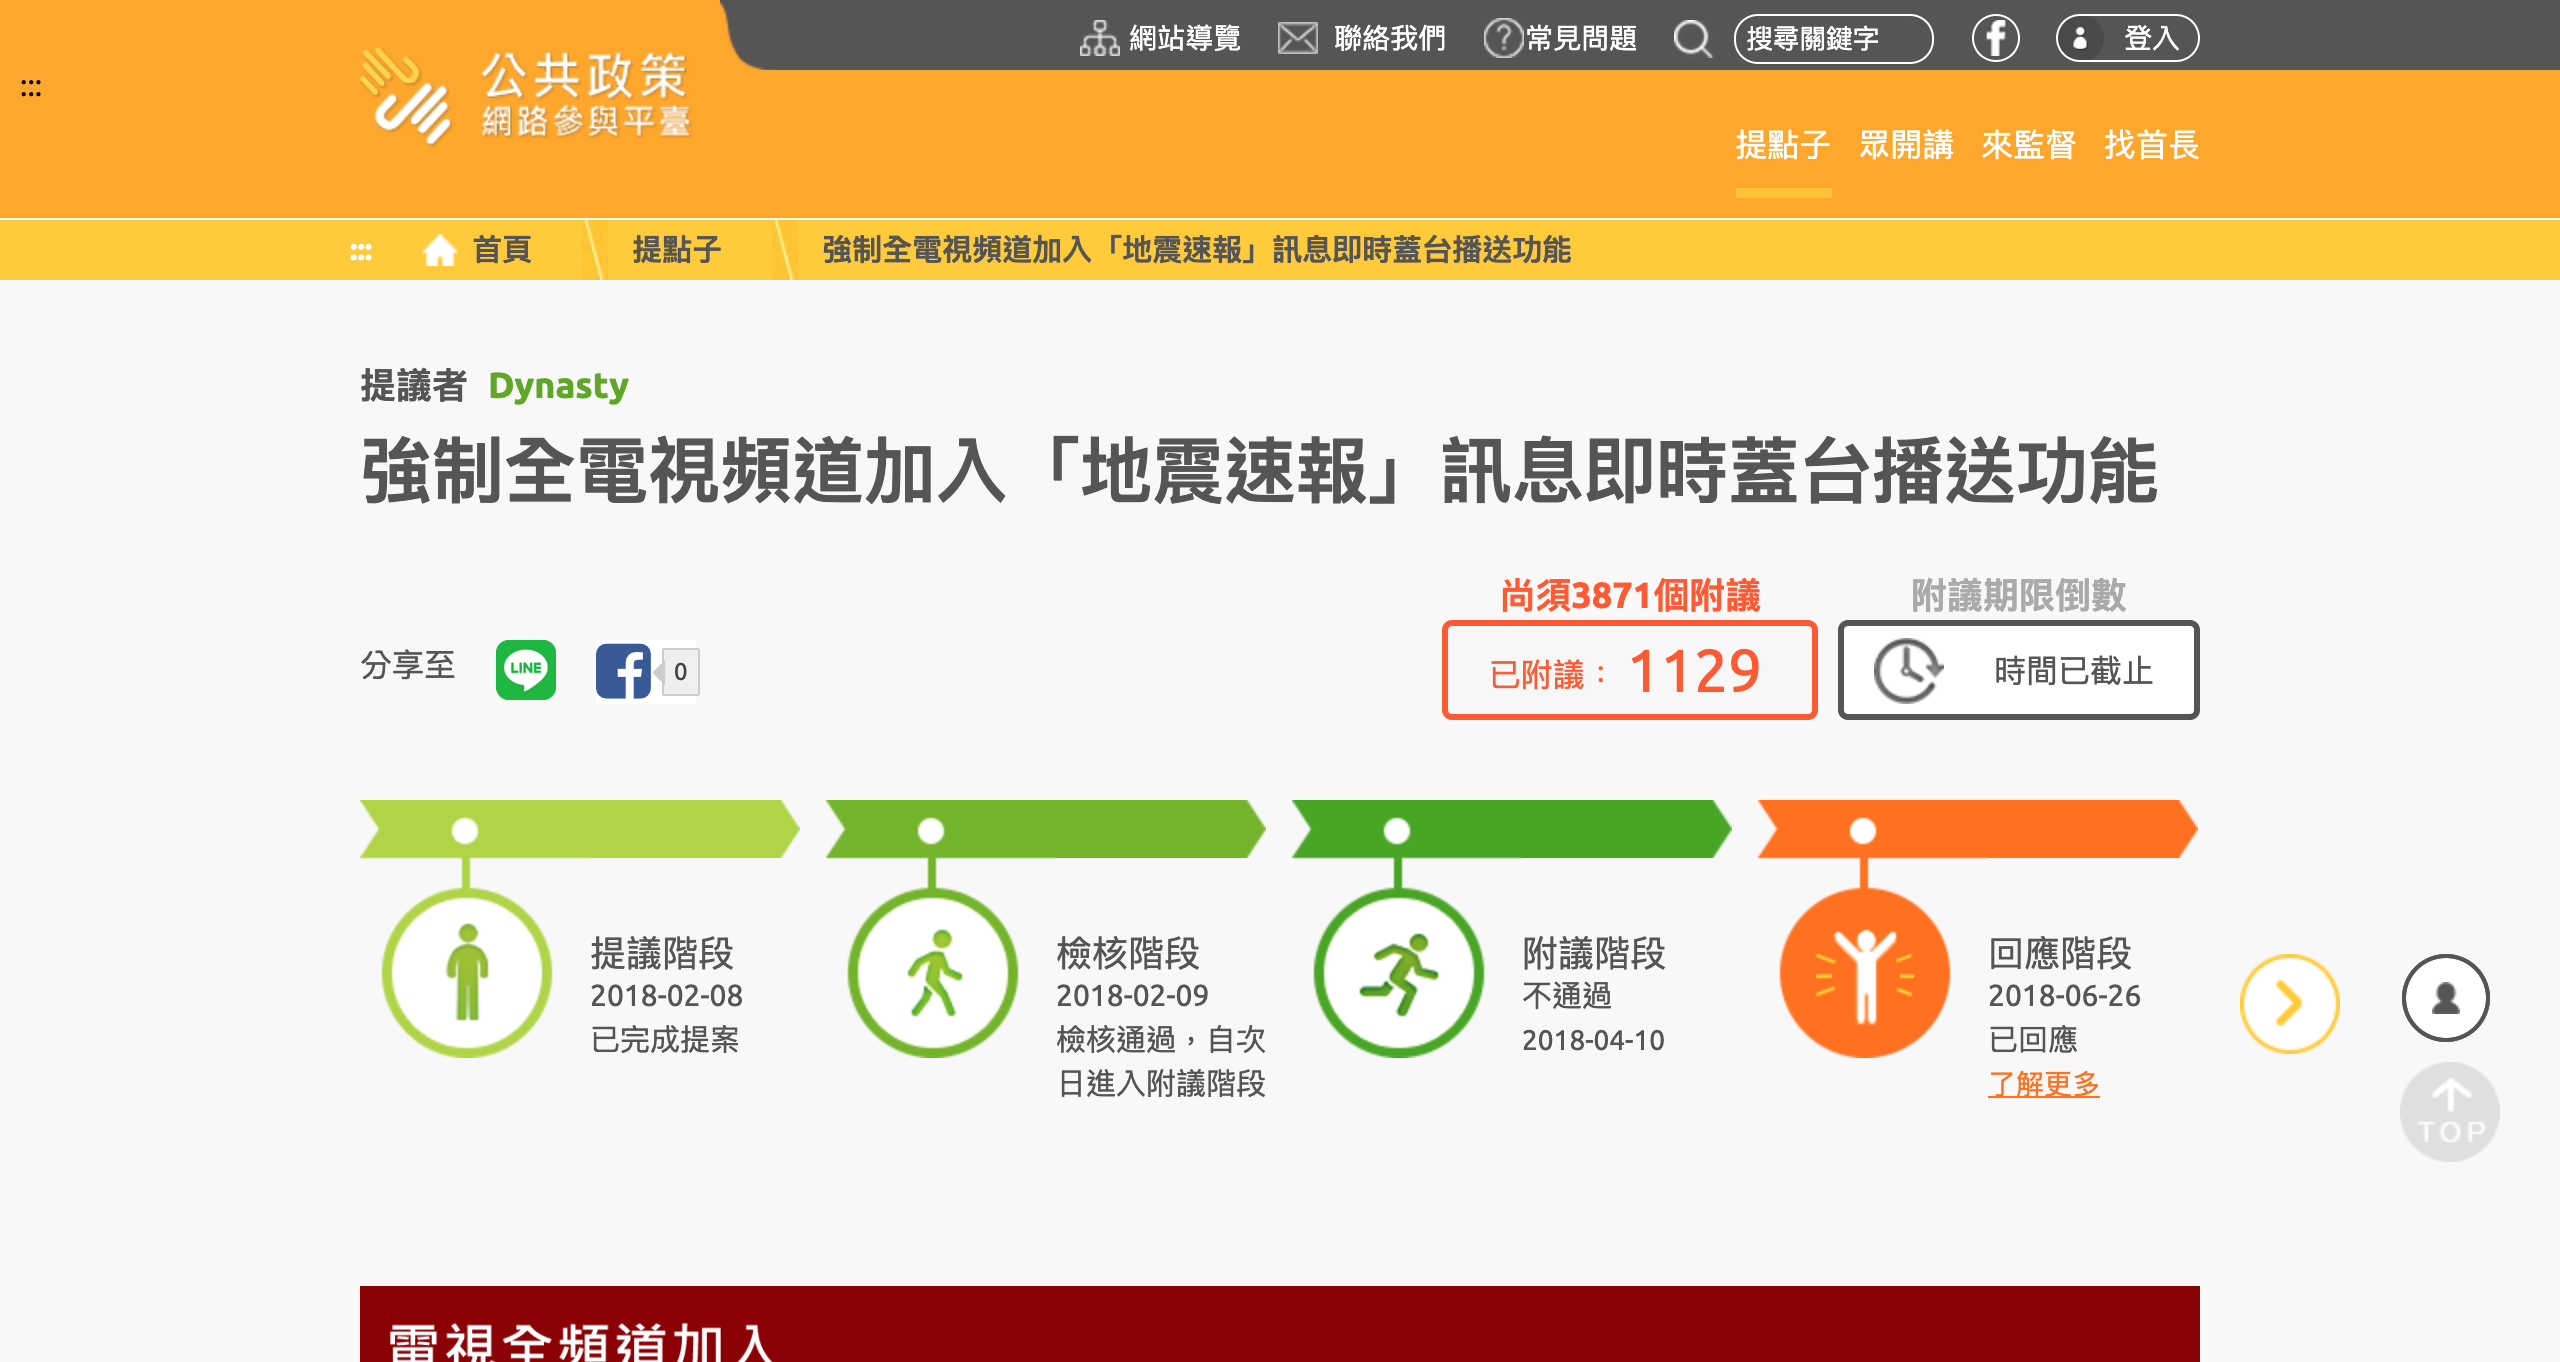 網站導覽
聯絡我們
常見問題
搜尋關鍵字
登入
:::
公共政策
網路參與平臺
提點子
眾開講
來監督
找首長
:::
首頁
提點子
強制全電視頻道加入「地震速報」訊息即時蓋台播送功能
提議者 Dynasty
強制全電視頻道加入「地震速報」訊息即時蓋台播送功能
尚須3871個附議
附議期限倒數
分享至
LINE
0
已附議： 1129
時間已截止
提議階段
2018-02-08
已完成提案
檢核階段
2018-02-09
檢核通過，自次
日進入附議階段
附議階段
不通過
2018-04-10
回應階段
2018-06-26
已回應
了解更多
TOP
電視全頻道加入